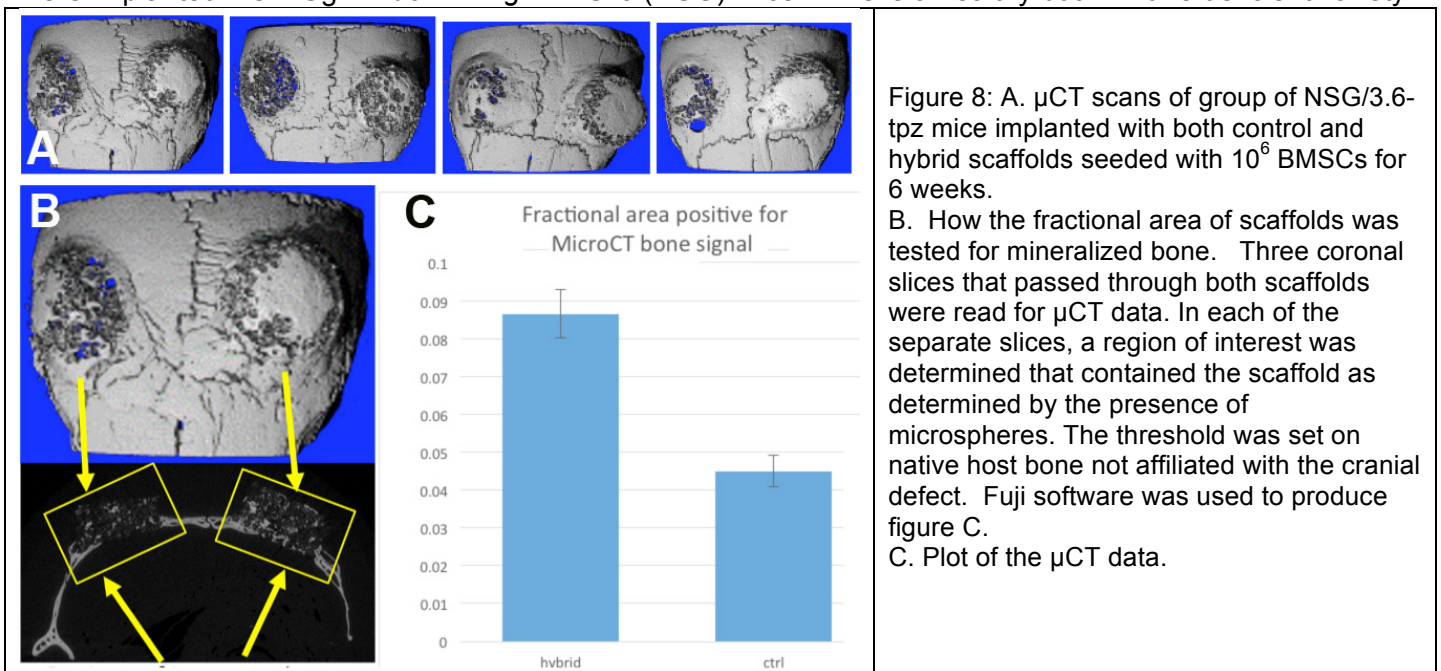 implanted (NSG)
A
B
C
Fractional area positive for
MicroCT bone signal
0.1
0.09
0.08
0.07
0.06
0.05
0.04
0.03
0.02
0.01
0
hybrid ctrl
Figure 8: A. µCT scans of group of NSG/3.6-
tpz mice implanted with both control and
hybrid scaffolds seeded with 10⁶ BMSCs for
6 weeks.
B. How the fractional area of scaffolds was
tested for mineralized bone. Three coronal
slices that passed through both scaffolds
were read for µCT data. In each of the
separate slices, a region of interest was
determined that contained the scaffold as
determined by the presence of
microspheres. The threshold was set on
native host bone not affiliated with the cranial
defect. Fuji software was used to produce
figure C.
C. Plot of the µCT data.